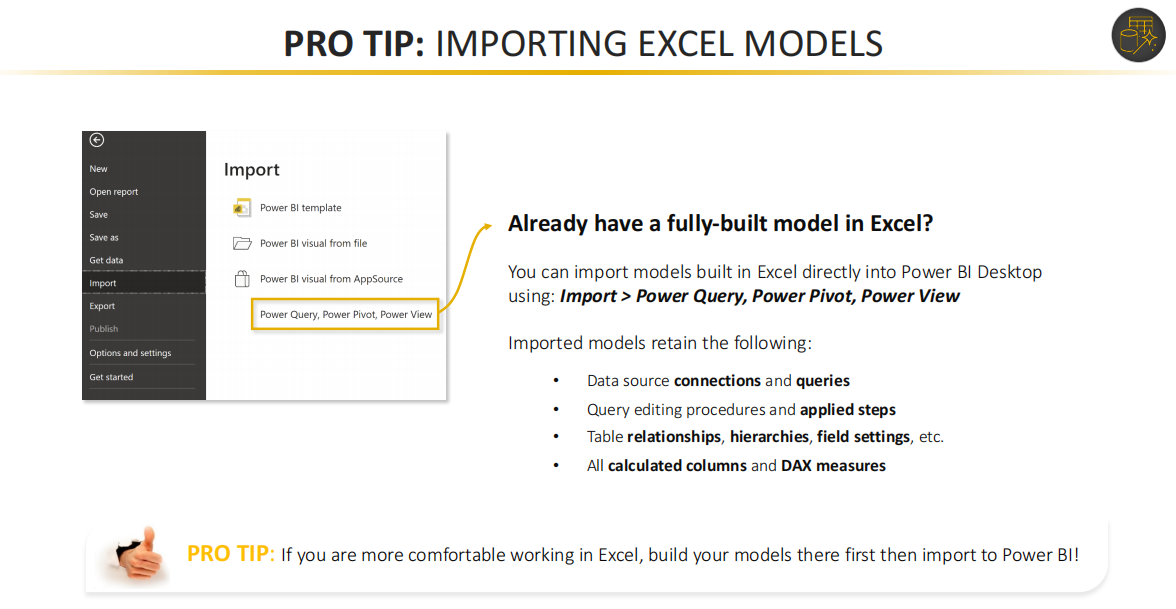 PRO TIP: IMPORTING EXCEL MODELS
New
Open report
Save
Save as
Get data
Import
Export
Publish
Options and settings
Get started
Import
Power BI template
Power BI visual from file
Power BI visual from AppSource
Power Query, Power Pivot, Power View
Already have a fully-built model in Excel?
You can import models built in Excel directly into Power BI Desktop
using: Import > Power Query, Power Pivot, Power View
Imported models retain the following:
• Data source connections and queries
• Query editing procedures and applied steps
• Table relationships, hierarchies, field settings, etc.
• All calculated columns and DAX measures
PRO TIP: If you are more comfortable working in Excel, build your models there first then import to Power BI!